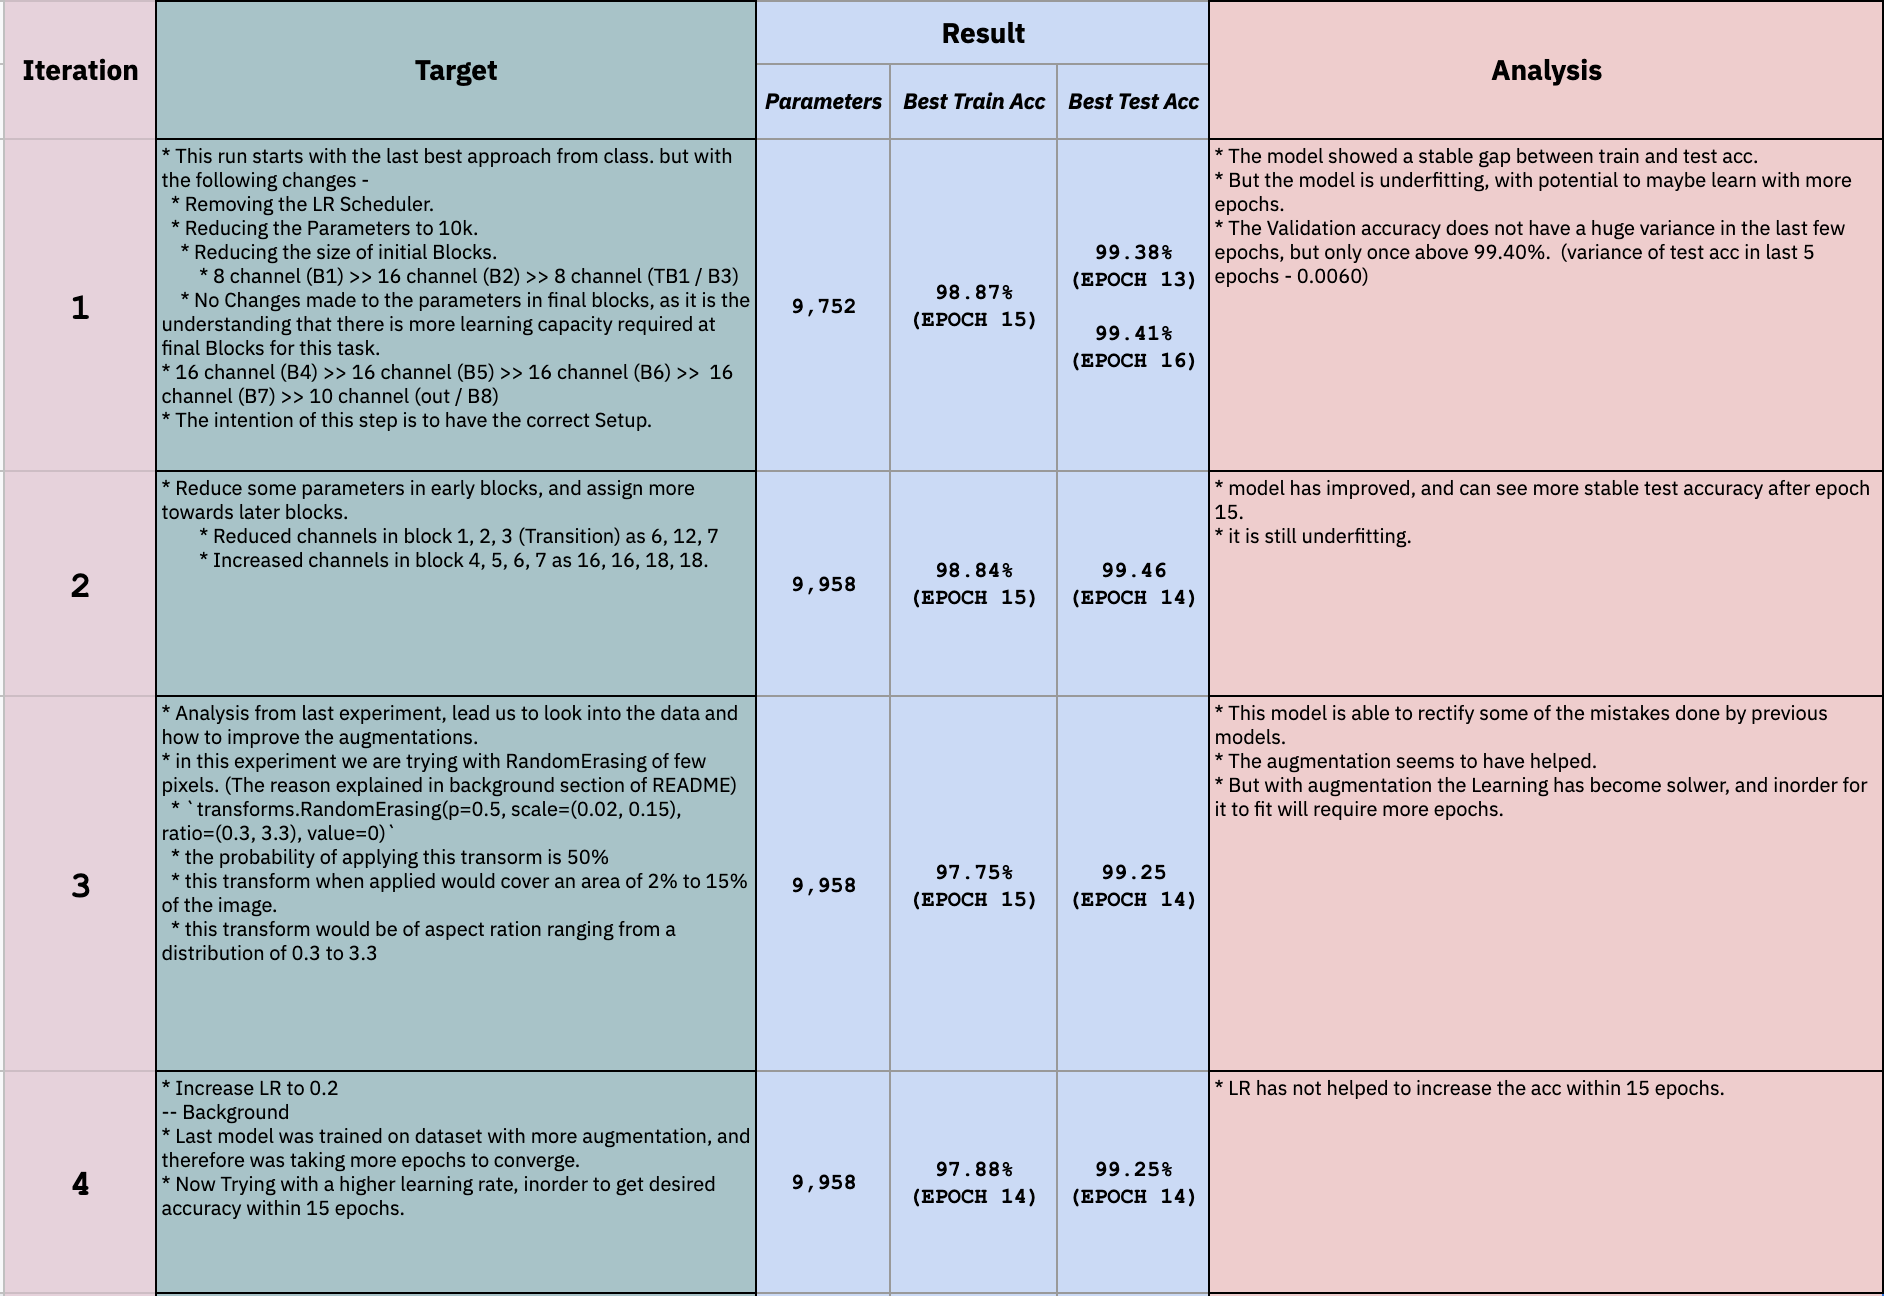 Iteration
Target
Result
Parameters
Best Train Acc
Best Test Acc
Analysis
1
* This run starts with the last best approach from class. but with
the following changes -
* Removing the LR Scheduler.
* Reducing the Parameters to 10k.
* Reducing the size of initial Blocks.
* 8 channel (B1) >> 16 channel (B2) >> 8 channel (TB1 / B3)
* No Changes made to the parameters in final blocks, as it is the
understanding that there is more learning capacity required at
final Blocks for this task.
* 16 channel (B4) >> 16 channel (B5) >> 16 channel (B6) >>  16
channel (B7) >> 10 channel (out / B8)
* The intention of this step is to have the correct Setup.
9,752
98.87%
(EPOCH 15)
99.38%
(EPOCH 13)
99.41%
(EPOCH 16)
* The model showed a stable gap between train and test acc.
* But the model is underfitting, with potential to maybe learn with more
epochs.
* The Validation accuracy does not have a huge variance in the last few
epochs, but only once above 99.40%.  (variance of test acc in last 5
epochs - 0.0060)
2
* Reduce some parameters in early blocks, and assign more
towards later blocks.
* Reduced channels in block 1, 2, 3 (Transition) as 6, 12, 7
* Increased channels in block 4, 5, 6, 7 as 16, 16, 18, 18.
9,958
98.84%
(EPOCH 15)
99.46
(EPOCH 14)
* model has improved, and can see more stable test accuracy after epoch
15.
* it is still underfitting.
3
* Analysis from last experiment, lead us to look into the data and
how to improve the augmentations.
* in this experiment we are trying with RandomErasing of few
pixels. (The reason explained in background section of README)
* `transforms.RandomErasing(p=0.5, scale=(0.02, 0.15),
ratio=(0.3, 3.3), value=0)`
* the probability of applying this transorm is 50%
* this transform when applied would cover an area of 2% to 15%
of the image.
* this transform would be of aspect ration ranging from a
distribution of 0.3 to 3.3
9,958
97.75%
(EPOCH 15)
99.25
(EPOCH 14)
* This model is able to rectify some of the mistakes done by previous
models.
* The augmentation seems to have helped.
* But with augmentation the Learning has become solwer, and inorder for
it to fit will require more epochs.
4
* Increase LR to 0.2
-- Background
* Last model was trained on dataset with more augmentation, and
therefore was taking more epochs to converge.
* Now Trying with a higher learning rate, inorder to get desired
accuracy within 15 epochs.
9,958
97.88%
(EPOCH 14)
99.25%
(EPOCH 14)
* LR has not helped to increase the acc within 15 epochs.